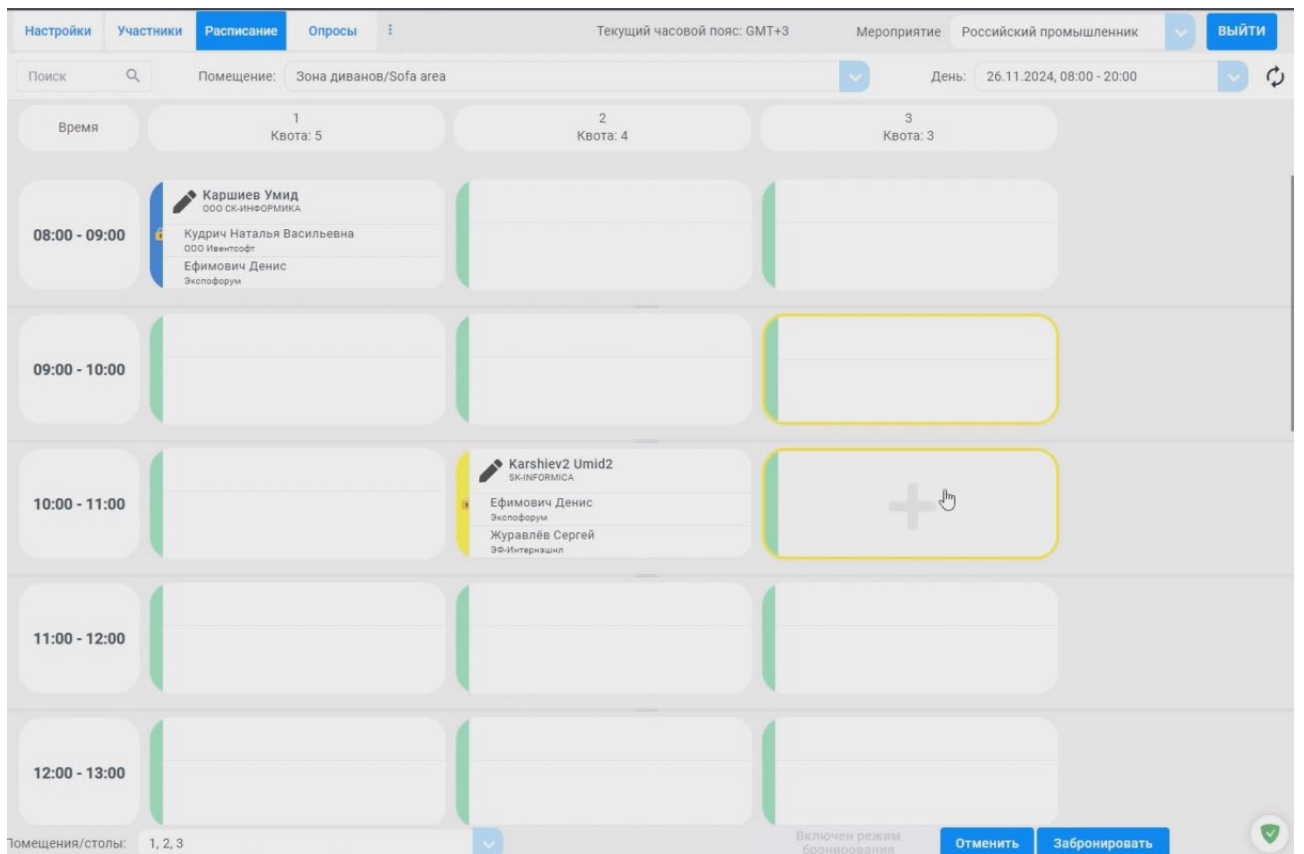 Настройки Участники Расписание Опросы Текущий часовой пояс: GMT+3 Мероприятие Российский промышленник ВЫЙТИ
Поиск Помещение: Зона диванов/Sofa area День: 26.11.2024, 08:00 - 20:00
Время
1
Квота: 5
2
Квота: 4
3
Квота: 3
08:00 - 09:00
Каршиев Умид
ООО СК-ИНФОРМИКА
Кудрич Наталья Васильевна
ООО Ивентсофт
Ефимович Денис
Экспофорум
09:00 - 10:00
10:00 - 11:00
Karshiev2 Umid2
SK-INFORMICA
Ефимович Денис
Экспофорум
Журавлёв Сергей
ЭФ-Интернэшнл
11:00 - 12:00
12:00 - 13:00
Помещения/столы: 1, 2, 3
Включен режим
бронирования
Отменить Забронировать